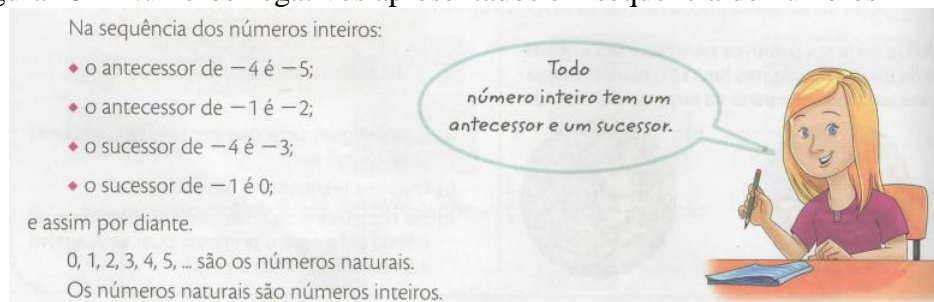 Na sequência dos números inteiros:
◆ o antecessor de −4 é −5;
◆ o antecessor de −1 é −2;
◆ o sucessor de −4 é −3;
◆ o sucessor de −1 é 0;
e assim por diante.
0, 1, 2, 3, 4, 5, ... são os números naturais.
Os números naturais são números inteiros.
Todo
número inteiro tem um
antecessor e um sucessor.